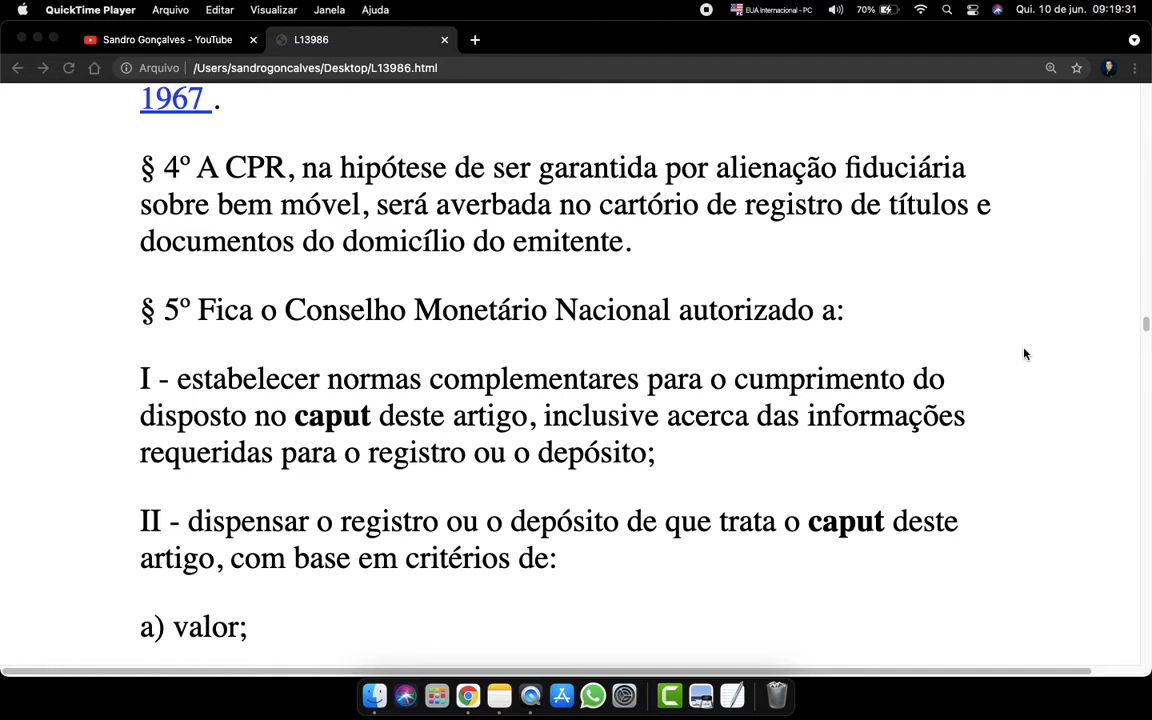 QuickTime Player Arquivo Editar Visualizar Janela Ajuda EUA Internacional - PC 70% Qui. 10 de jun. 09:19:31
Sandro Gonçalves - YouTube L13986
Arquivo /Users/sandrogoncalves/Desktop/L13986.html
1967 .
§ 4º A CPR, na hipótese de ser garantida por alienação fiduciária
sobre bem móvel, será averbada no cartório de registro de títulos e
documentos do domicílio do emitente.
§ 5º Fica o Conselho Monetário Nacional autorizado a:
I - estabelecer normas complementares para o cumprimento do
disposto no caput deste artigo, inclusive acerca das informações
requeridas para o registro ou o depósito;
II - dispensar o registro ou o depósito de que trata o caput deste
artigo, com base em critérios de:
a) valor;